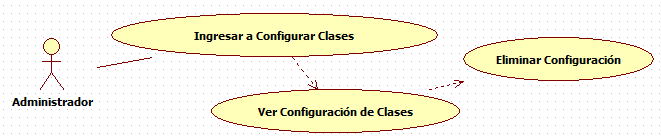 Ingresar a Configurar Clases
Eliminar Configuración
Administrador
Ver Configuración de Clases